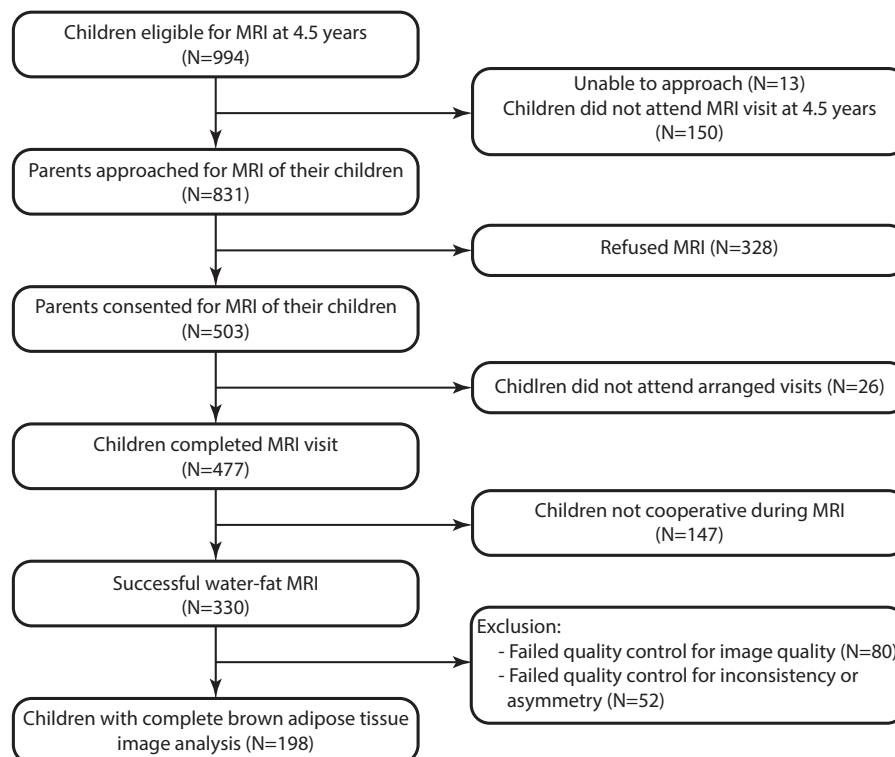 Children eligible for MRI at 4.5 years
(N=994)
Unable to approach (N=13)
Children did not attend MRI visit at 4.5 years
(N=150)
Parents approached for MRI of their children
(N=831)
Refused MRI (N=328)
Parents consented for MRI of their children
(N=503)
Chidlren did not attend arranged visits (N=26)
Children completed MRI visit
(N=477)
Children not cooperative during MRI
(N=147)
Successful water-fat MRI
(N=330)
Exclusion:
- Failed quality control for image quality (N=80)
- Failed quality control for inconsistency or
asymmetry (N=52)
Children with complete brown adipose tissue
image analysis (N=198)